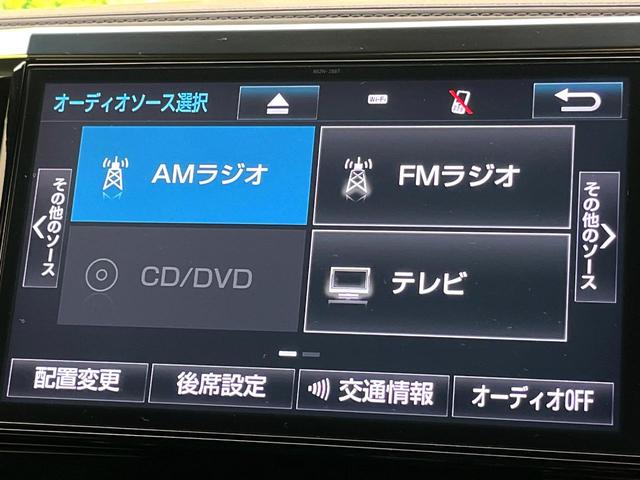 オーディオソース選択
Wi-Fi
AMラジオ
FMラジオ
その他のソース
その他のソース
CD/DVD
テレビ
配置変更
後席設定
交通情報
オーディオOFF